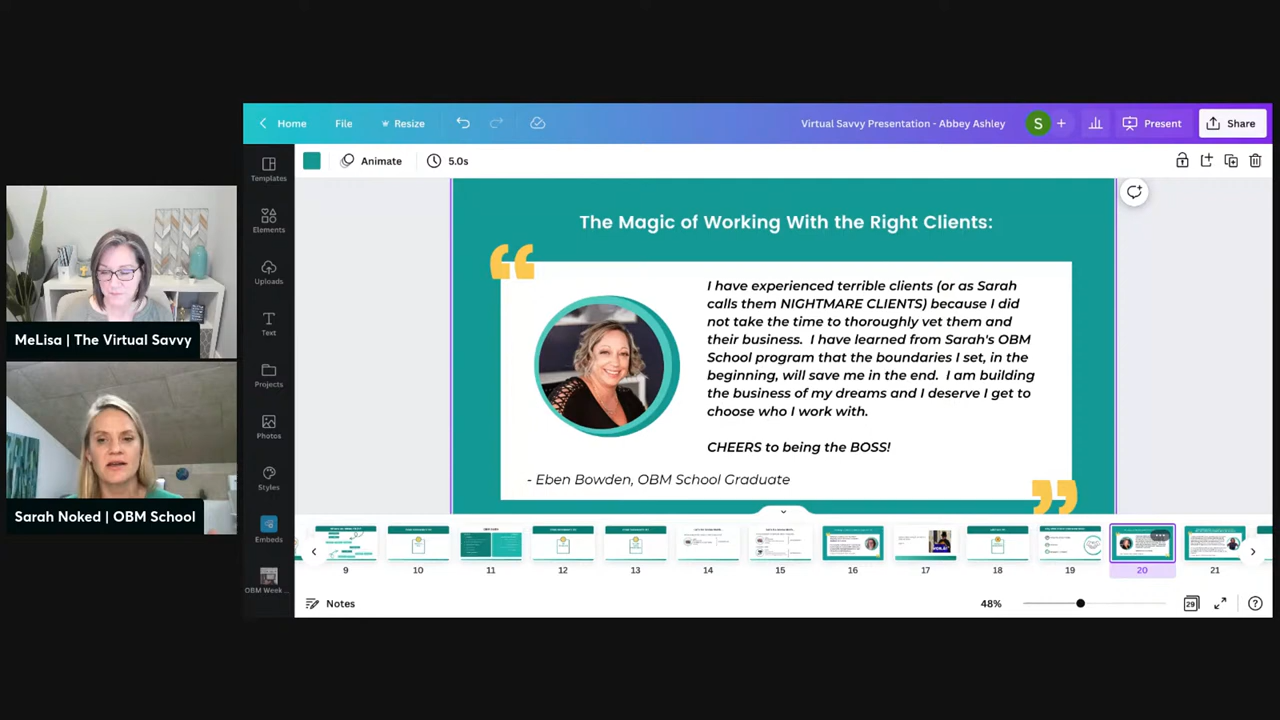 Home
File
Resize
Virtual Savvy Presentation - Abbey Ashley
S
+
Present
Share
Templates
Animate
5.0s
Elements
Uploads
Text
Projects
Photos
Styles
Embeds
OBM Week ...
The Magic of Working With the Right Clients:
“
I have experienced terrible clients (or as Sarah
calls them NIGHTMARE CLIENTS) because I did
not take the time to thoroughly vet them and
their business. I have learned from Sarah's OBM
School program that the boundaries I set, in the
beginning, will save me in the end. I am building
the business of my dreams and I deserve I get to
choose who I work with.
CHEERS to being the BOSS!
- Eben Bowden, OBM School Graduate
”
MeLisa | The Virtual Savvy
Sarah Noked | OBM School
9
10
11
12
13
14
15
16
17
18
19
20
21
Notes
48%
29
?